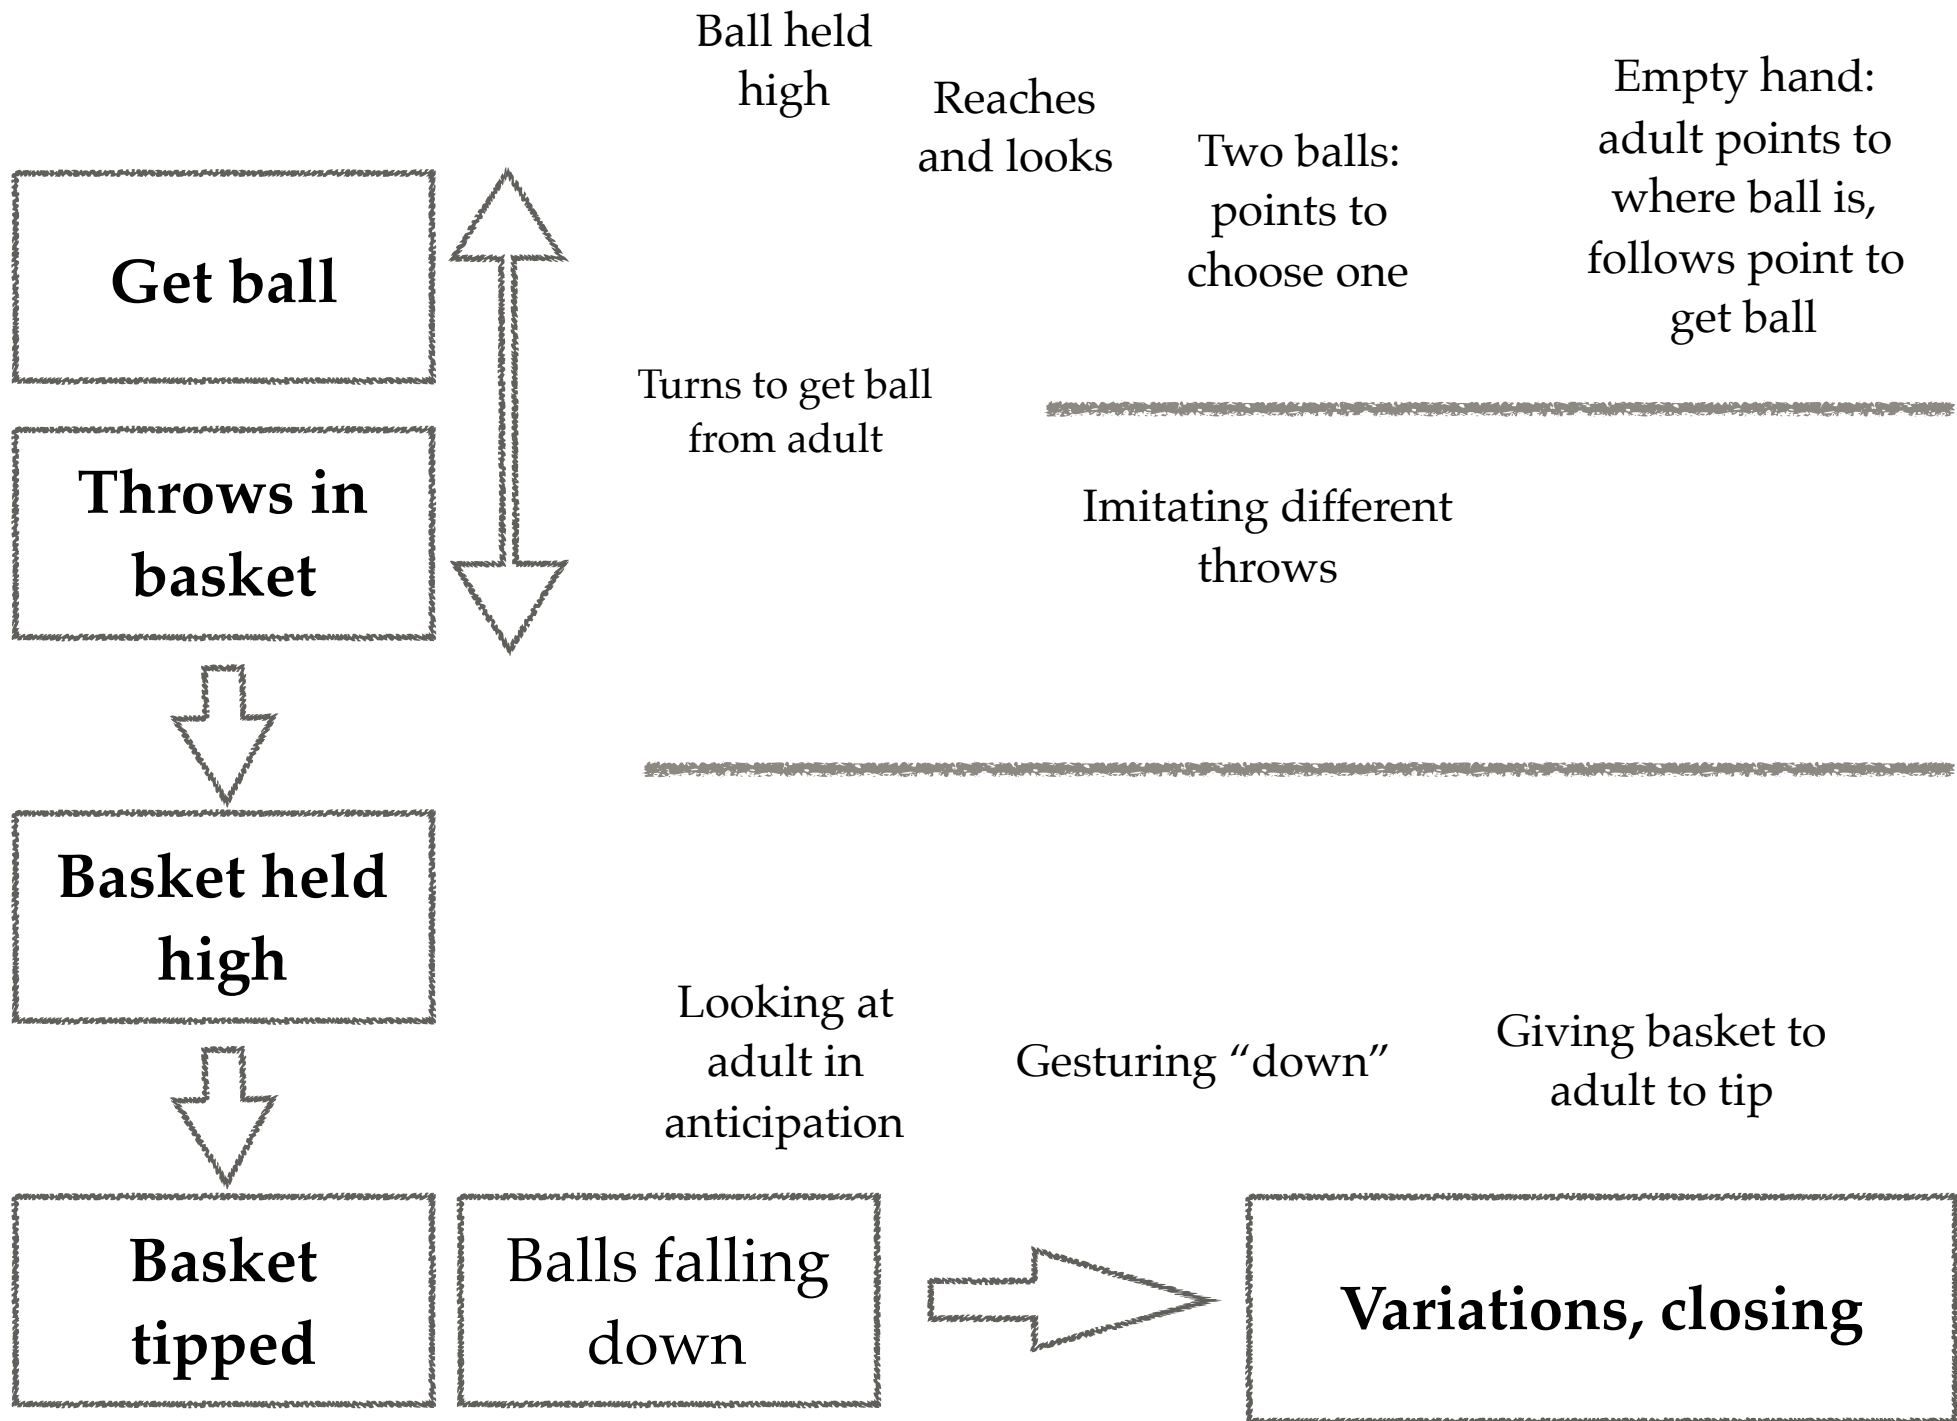 Ball held
high
Reaches
and looks
Two balls:
points to
choose one
Empty hand:
adult points to
where ball is,
follows point to
get ball
Get ball
Turns to get ball
from adult
Throws in
basket
Imitating different
throws
Basket held
high
Looking at
adult in
anticipation
Gesturing “down”
Giving basket to
adult to tip
Basket
tipped
Balls falling
down
Variations, closing